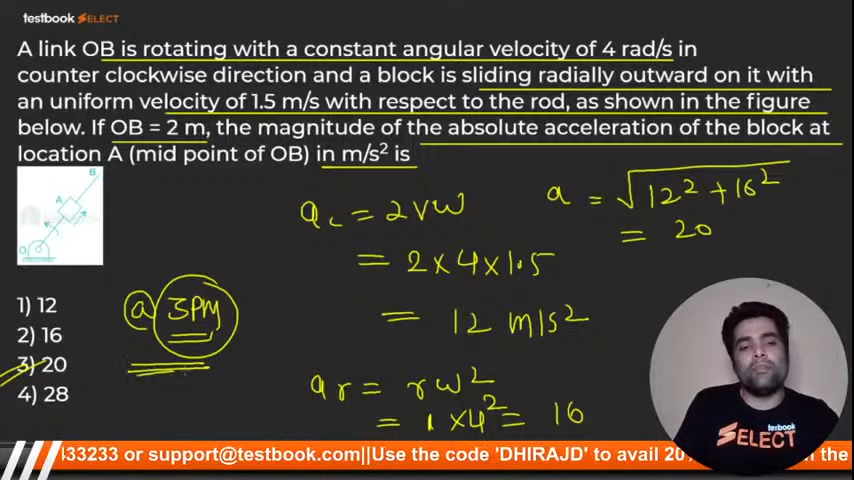 testbook SELECT
A link OB is rotating with a constant angular velocity of 4 rad/s in
counter clockwise direction and a block is sliding radially outward on it with
an uniform velocity of 1.5 m/s with respect to the rod, as shown in the figure
below. If OB = 2 m, the magnitude of the absolute acceleration of the block at
location A (mid point of OB) in m/s² is
B
A
O
1) 12
2) 16
3) 20
4) 28
@ 3PM
a꜀ = 2vω
= 2×4×1.5
= 12 m/s²
ar = rω²
= 1×4² = 16
a = √12² + 16²
= 20
testbook
SELECT
433233 or support@testbook.com||Use the code 'DHIRAJD' to avail 20 the